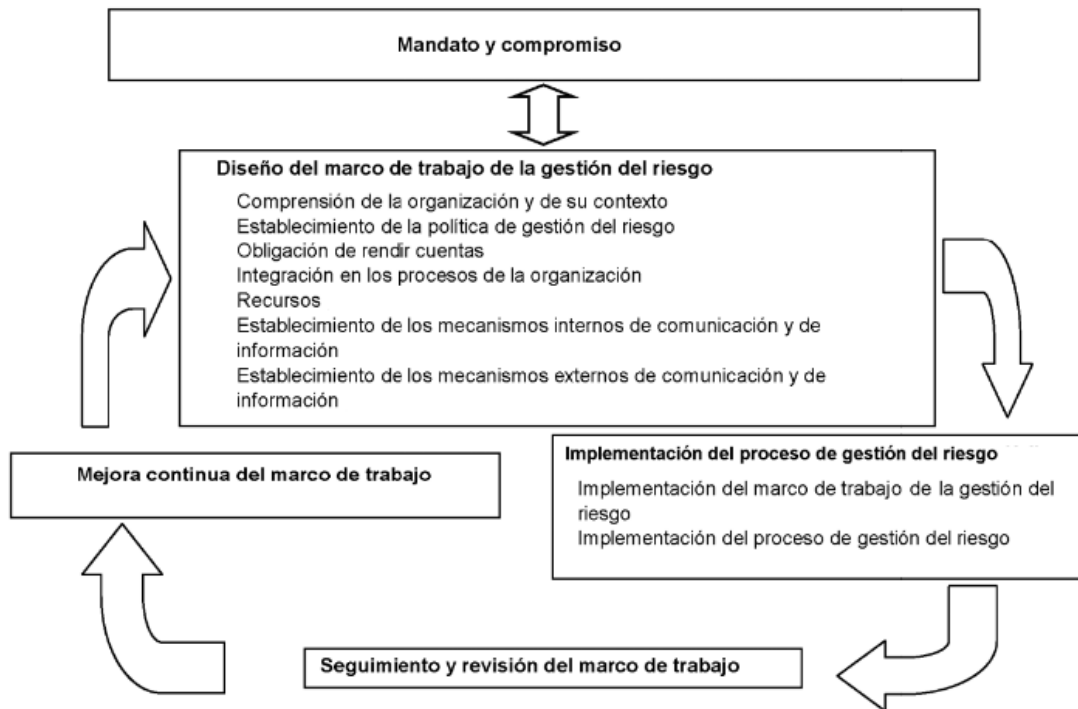 Mandato y compromiso
Diseño del marco de trabajo de la gestión del riesgo
Comprensión de la organización y de su contexto
Establecimiento de la política de gestión del riesgo
Obligación de rendir cuentas
Integración en los procesos de la organización
Recursos
Establecimiento de los mecanismos internos de comunicación y de
información
Establecimiento de los mecanismos externos de comunicación y de
información
Implementación del proceso de gestión del riesgo
Implementación del marco de trabajo de la gestión del
riesgo
Implementación del proceso de gestión del riesgo
Mejora continua del marco de trabajo
Seguimiento y revisión del marco de trabajo